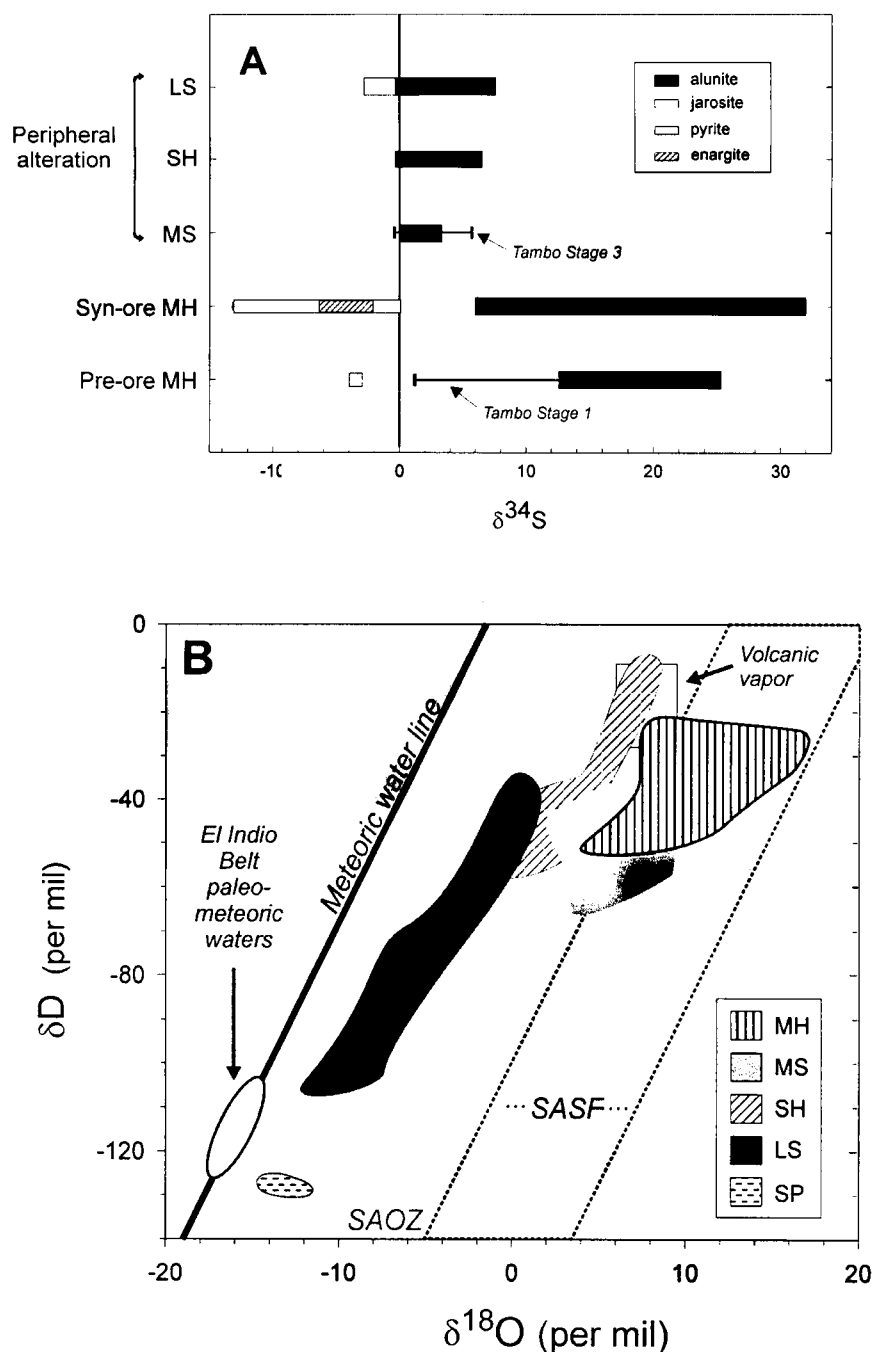 A
Peripheral
alteration
LS
SH
MS
Syn-ore MH
Pre-ore MH
alunite
jarosite
pyrite
enargite
Tambo Stage 3
Tambo Stage 1
-10
0
10
20
30
δ34S
B
0
-40
-80
-120
δD (per mil)
Meteoric water line
El Indio
Belt
paleo-
meteoric
waters
Volcanic
vapor
SASF
SAOZ
MH
MS
SH
LS
SP
-20
-10
0
10
20
δ18O (per mil)